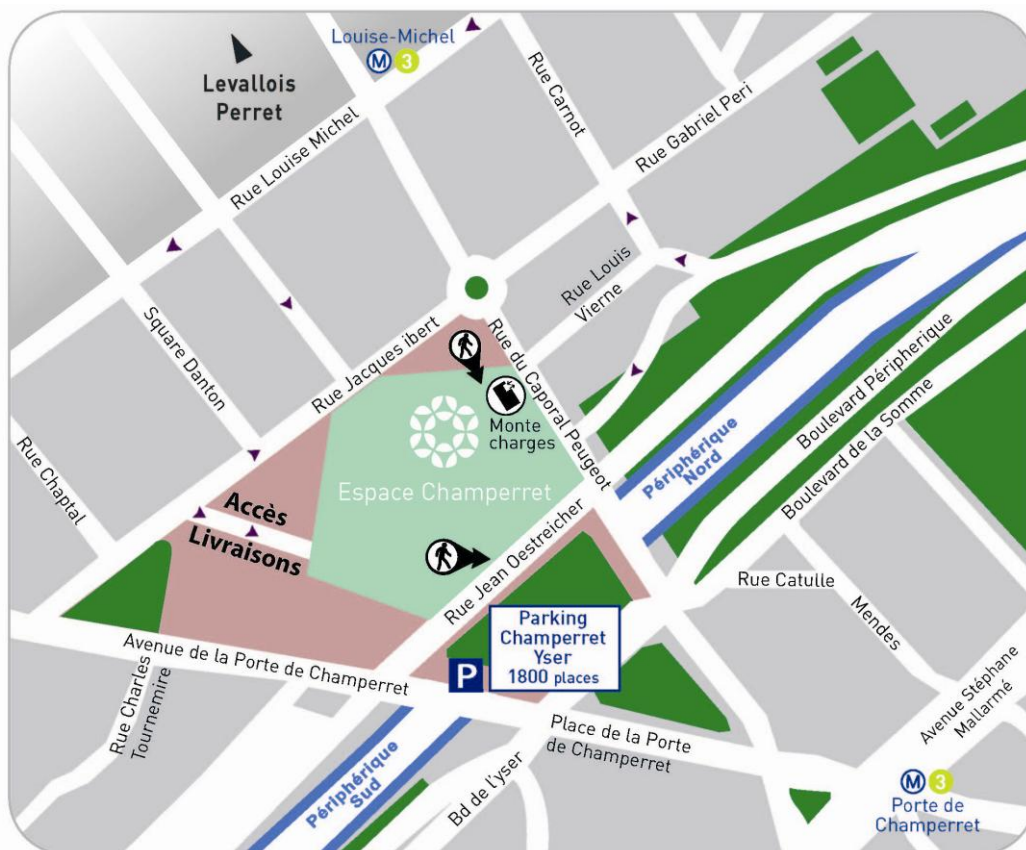 Louise-Michel
M 3
Levallois
Perret
Rue Carnot
Rue Gabriel Peri
Rue Louise Michel
Rue Louis
Vierne
Square Danton
Rue Jacques ibert
Rue du Caporal Peugeot
Monte
charges
Espace Champerret
Périphérique
Nord
Boulevard Péripherique
Boulevard de la Somme
Rue Chaptal
Accès
Livraisons
Rue Jean Oestreicher
Rue Catulle
Mendes
Parking
Champerret
Yser
1800 places
P
Avenue de la Porte de Champerret
Rue Charles
Tournemire
Avenue Stéphane
Mallarmé
Place de la Porte
de Champerret
Périphérique
Sud
Bd de l'yser
M 3
Porte de
Champerret